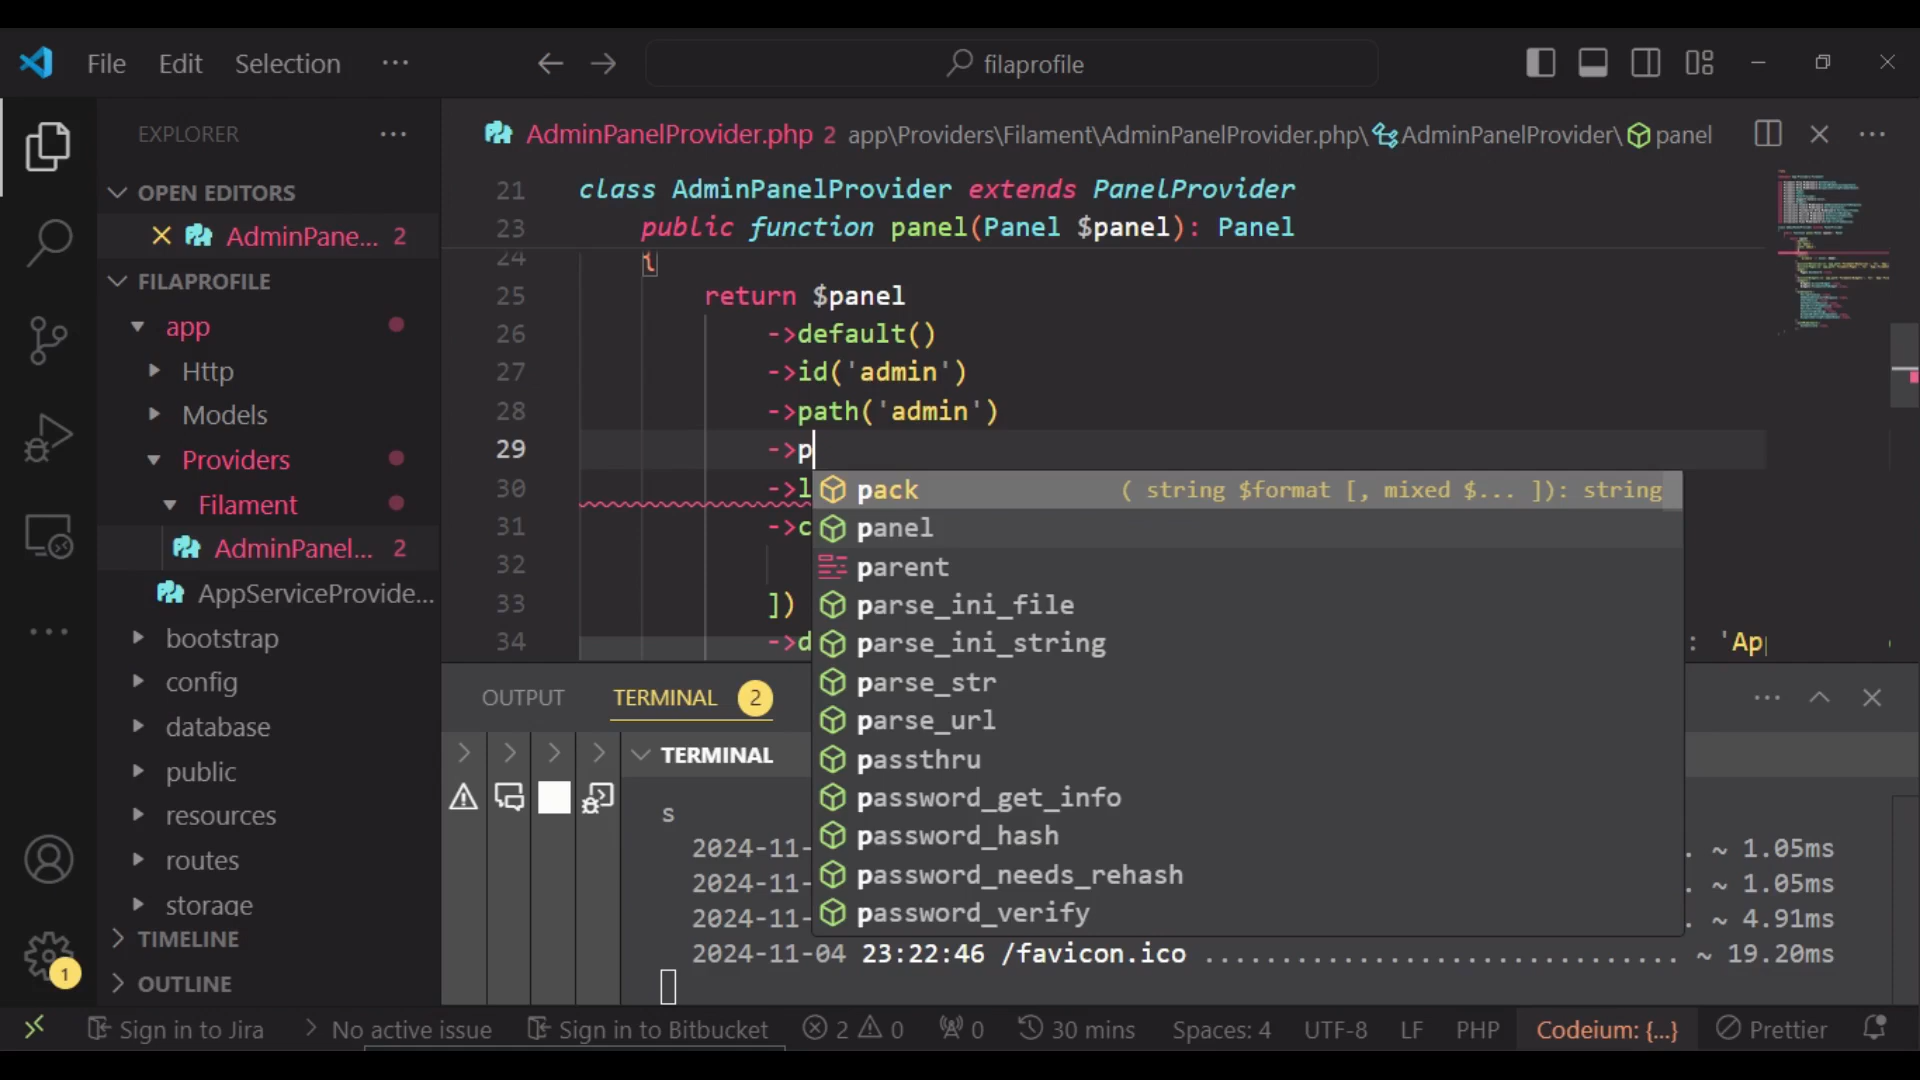 File Edit Selection ··· filaprofile
EXPLORER ···
OPEN EDITORS
AdminPane... 2
FILAPROFILE
app
Http
Models
Providers
Filament
AdminPanel... 2
AppServiceProvide...
bootstrap
config
database
public
resources
routes
storage
TIMELINE
OUTLINE
1
AdminPanelProvider.php 2 app\Providers\Filament\AdminPanelProvider.php\AdminPanelProvider\panel ···
21 class AdminPanelProvider extends PanelProvider
23 public function panel(Panel $panel): Panel
24 {
25 return $panel
26 ->default()
27 ->id('admin')
28 ->path('admin')
29 ->p
30 ->l
31 ->c
32
33 ])
34 ->d : 'Ap
pack ( string $format [, mixed $... ]): string
panel
parent
parse_ini_file
parse_ini_string
parse_str
parse_url
passthru
password_get_info
password_hash
password_needs_rehash
password_verify
OUTPUT TERMINAL 2 ···
TERMINAL
s
2024-11- . ~ 1.05ms
2024-11- . ~ 1.05ms
2024-11- . ~ 4.91ms
2024-11-04 23:22:46 /favicon.ico ............................... ~ 19.20ms
Sign in to Jira No active issue Sign in to Bitbucket 2 0 0 30 mins Spaces: 4 UTF-8 LF PHP Codeium: {...} Prettier